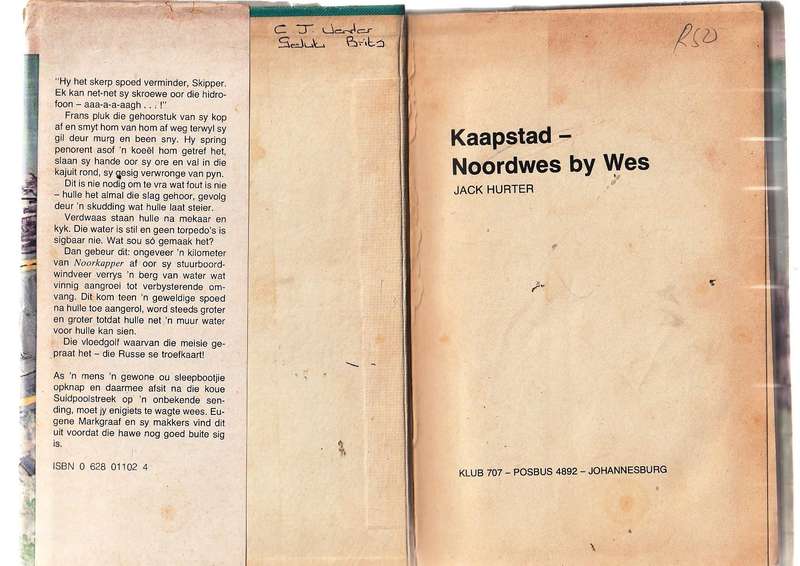 "Hy het skerp spoed verminder, Skipper.
Ek kan net-net sy skroewe oor die hidro-
foon – aaa-a-a-aagh . . . !"
Frans pluk die gehoorstuk van sy kop
af en smyt hom van hom af weg terwyl sy
gil deur murg en been sny. Hy spring
penorent asof 'n koeël hom getref het,
slaan sy hande oor sy ore en val in die
kajuit rond, sy gesig verwronge van pyn.
Dit is nie nodig om te vra wat fout is nie
– hulle het almal die slag gehoor, gevolg
deur 'n skudding wat hulle laat steier.
Verdwaas staan hulle na mekaar en
kyk. Die water is stil en geen torpedo's is
sigbaar nie. Wat sou só gemaak het?
Dan gebeur dit: ongeveer 'n kilometer
van Noorkapper af oor sy stuurboord-
windveer verrys 'n berg van water wat
vinnig aangroei tot verbysterende om-
vang. Dit kom teen 'n geweldige spoed
na hulle toe aangerol, word steeds groter
en groter totdat hulle net 'n muur water
voor hulle kan sien.
Die vloedgolf waarvan die meisie ge-
praat het – die Russe se troefkaart!
As 'n mens 'n gewone ou sleepbootjie
opknap en daarmee afsit na die koue
Suidpoolstreek op 'n onbekende sen-
ding, moet jy enigiets te wagte wees. Eu-
gene Markgraaf en sy makkers vind dit
uit voordat die hawe nog goed buite sig
is.
ISBN 0 628 01102 4
C J
Brits
R50
Kaapstad –
Noordwes by Wes
JACK HURTER
KLUB 707 – POSBUS 4892 – JOHANNESBURG